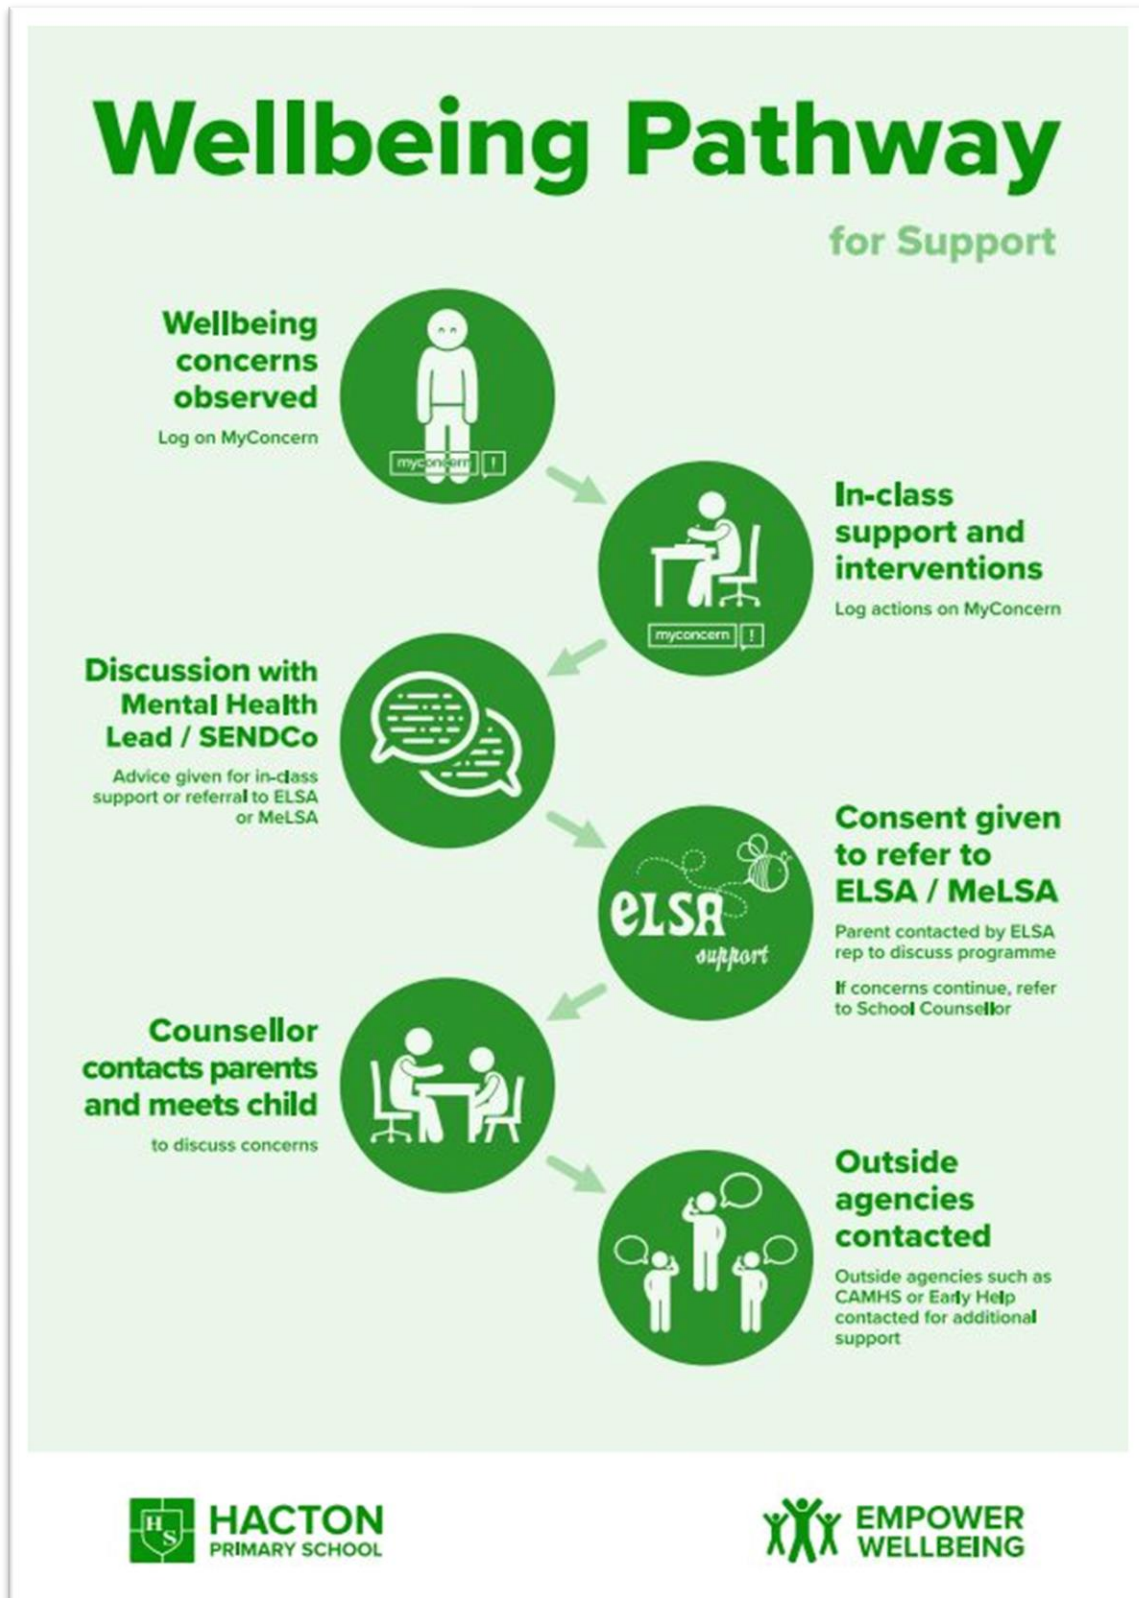 Wellbeing Pathway
for Support
Wellbeing
concerns
observed
Log on MyConcern
myconcern !
In-class
support and
interventions
Log actions on MyConcern
myconcern !
Discussion with
Mental Health
Lead / SENDCo
Advice given for in-class
support or referral to ELSA
or MeLSA
Consent given
to refer to
ELSA / MeLSA
Parent contacted by ELSA
rep to discuss programme
If concerns continue, refer
to School Counsellor
eLSA
support
Counsellor
contacts parents
and meets child
to discuss concerns
Outside
agencies
contacted
Outside agencies such as
CAMHS or Early Help
contacted for additional
support
HS
HACTON
PRIMARY SCHOOL
EMPOWER
WELLBEING